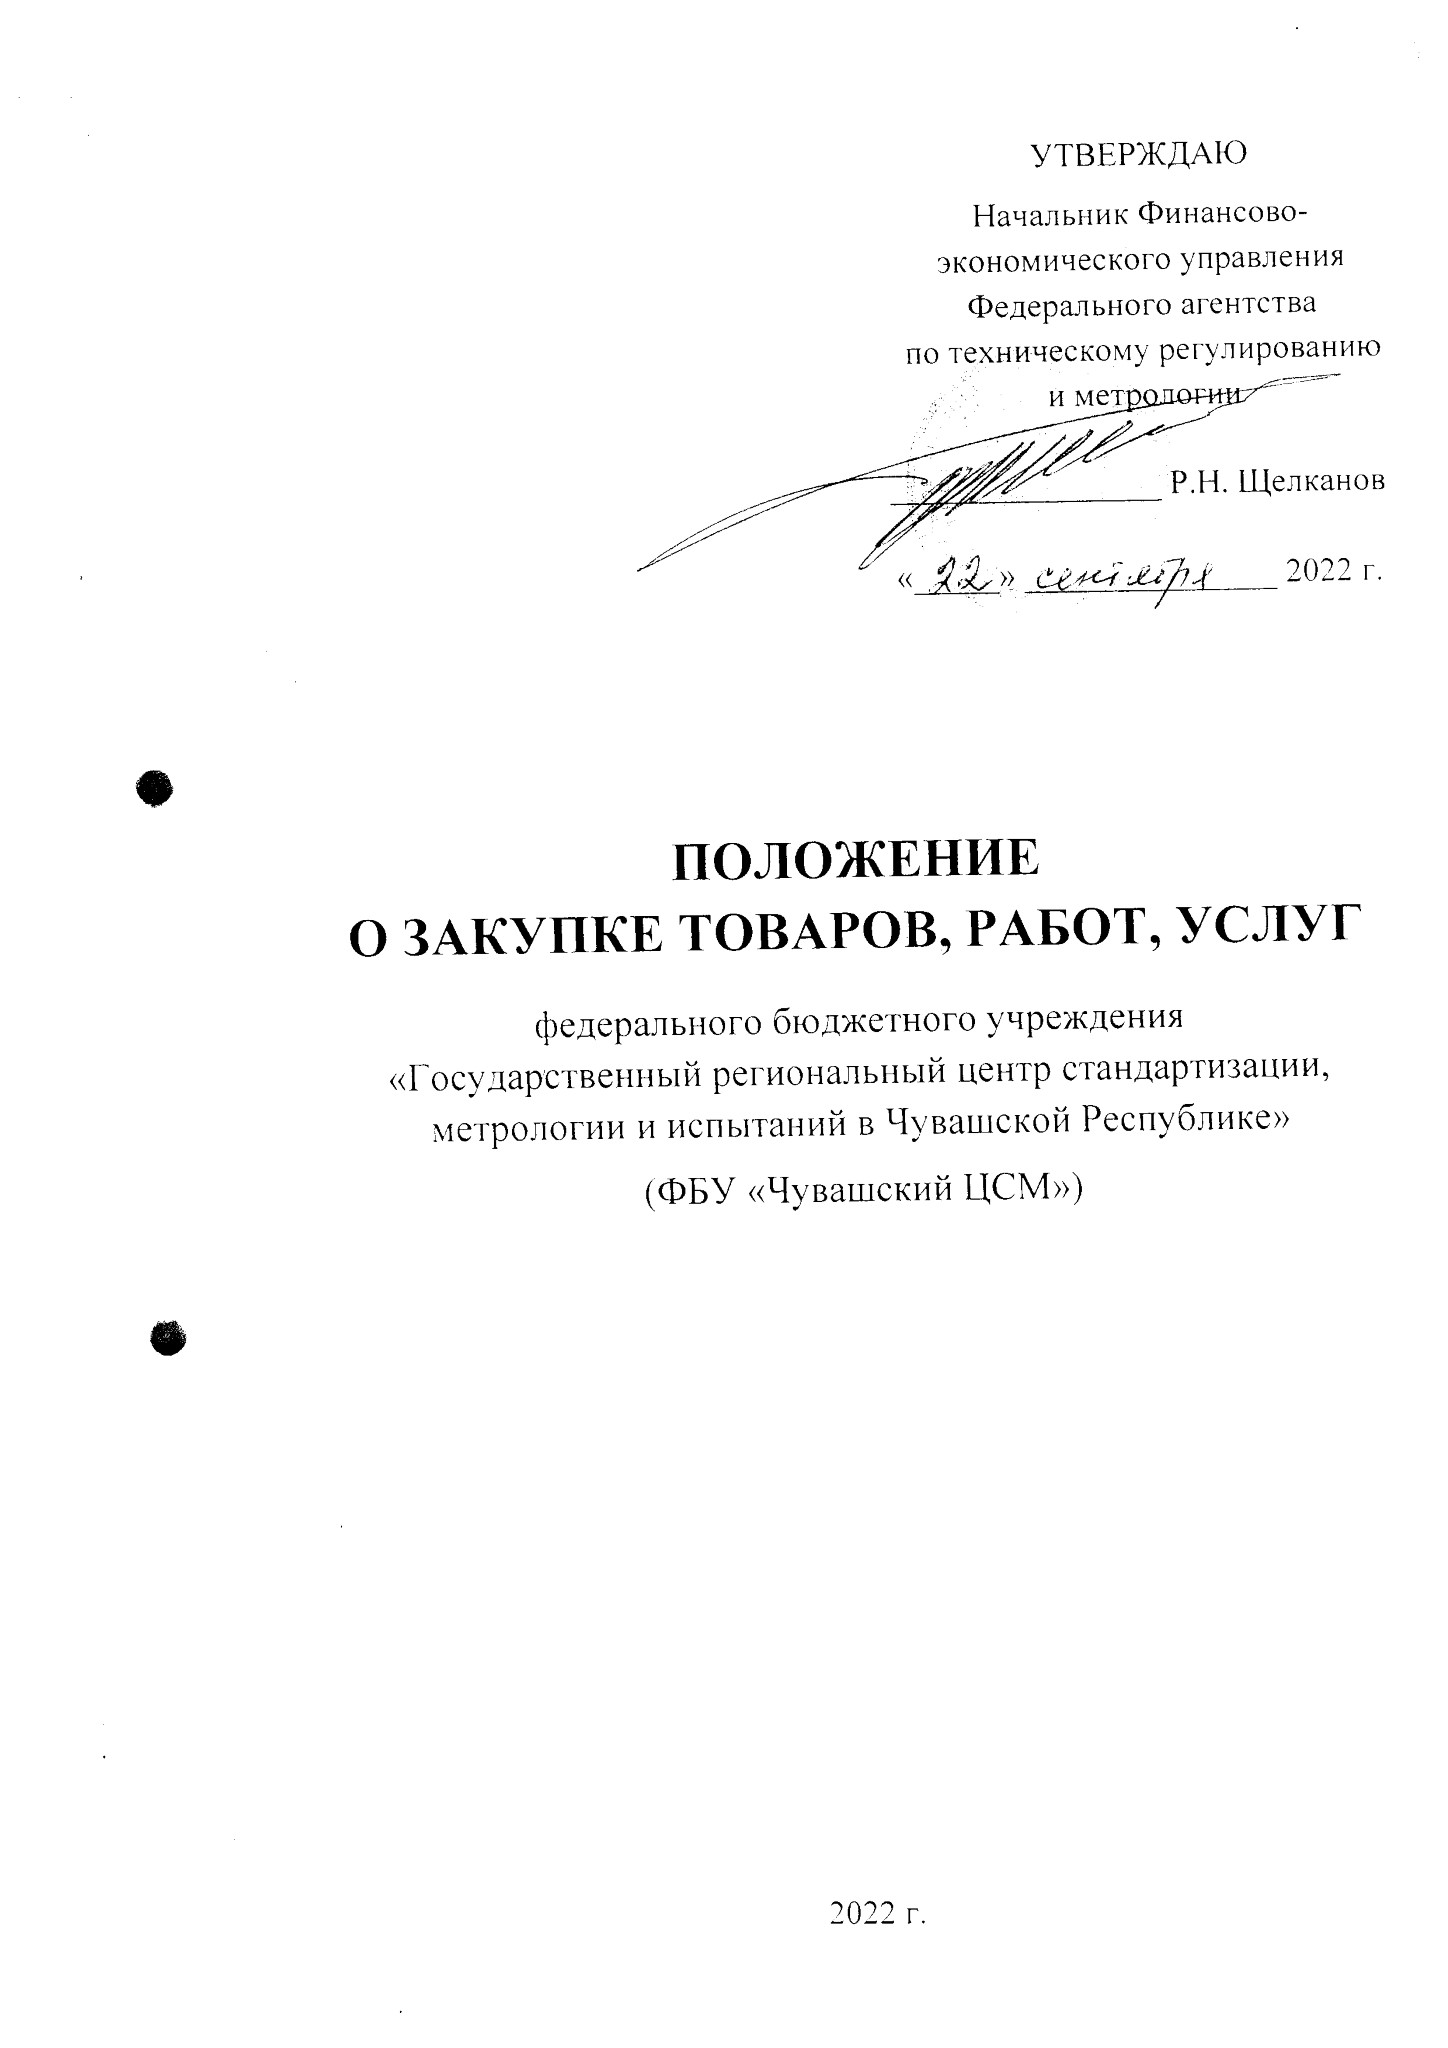 УТВЕРЖДАЮ
Начальник Финансово-
экономического управления
Федерального агентства
по техническому регулированию
и метрологии
Р.Н. Щелканов
«22» сентября 2022 г.
ПОЛОЖЕНИЕ
О ЗАКУПКЕ ТОВАРОВ, РАБОТ, УСЛУГ
федерального бюджетного учреждения
«Государственный региональный центр стандартизации,
метрологии и испытаний в Чувашской Республике»
(ФБУ «Чувашский ЦСМ»)
2022 г.